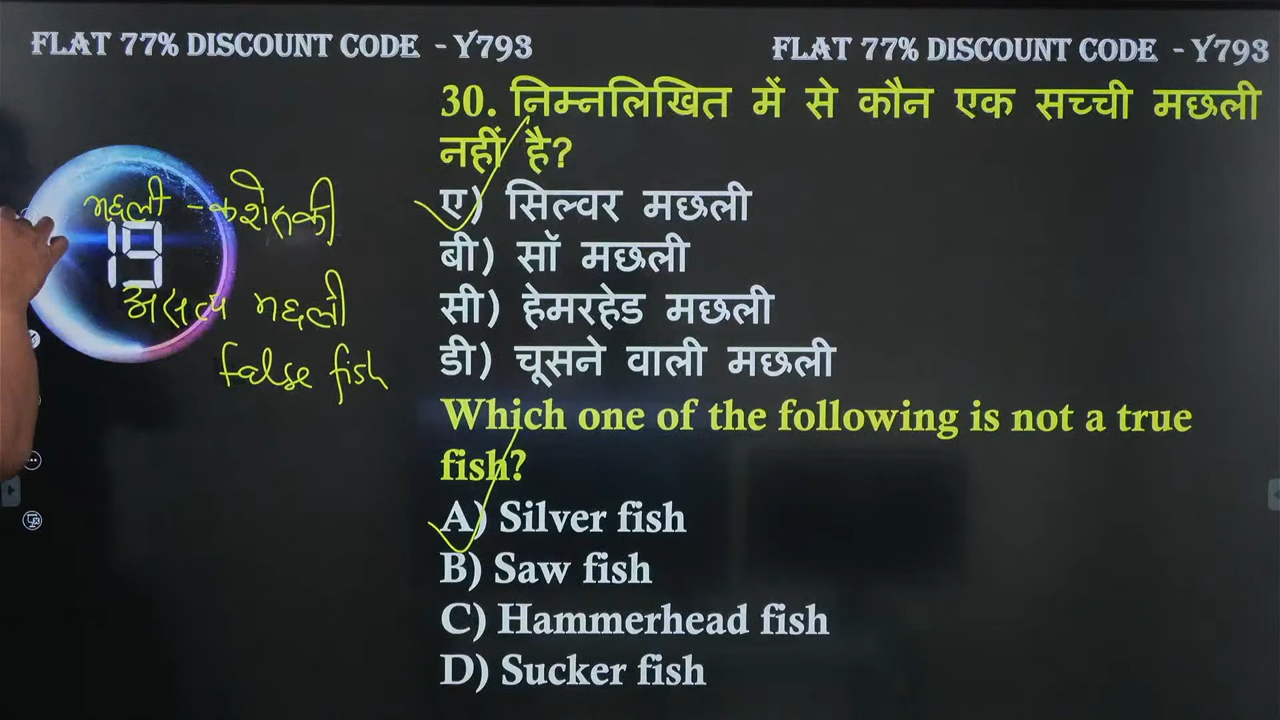 FLAT 77% DISCOUNT CODE - Y793
FLAT 77% DISCOUNT CODE - Y793
30. निम्नलिखित में से कौन एक सच्ची मछली
नहीं है?
ए) सिल्वर मछली
बी) सॉ मछली
सी) हेमरहेड मछली
डी) चूसने वाली मछली
Which one of the following is not a true
fish?
A) Silver fish
B) Saw fish
C) Hammerhead fish
D) Sucker fish
मछली - कशेरुकी
19
असत्य मछली
false fish